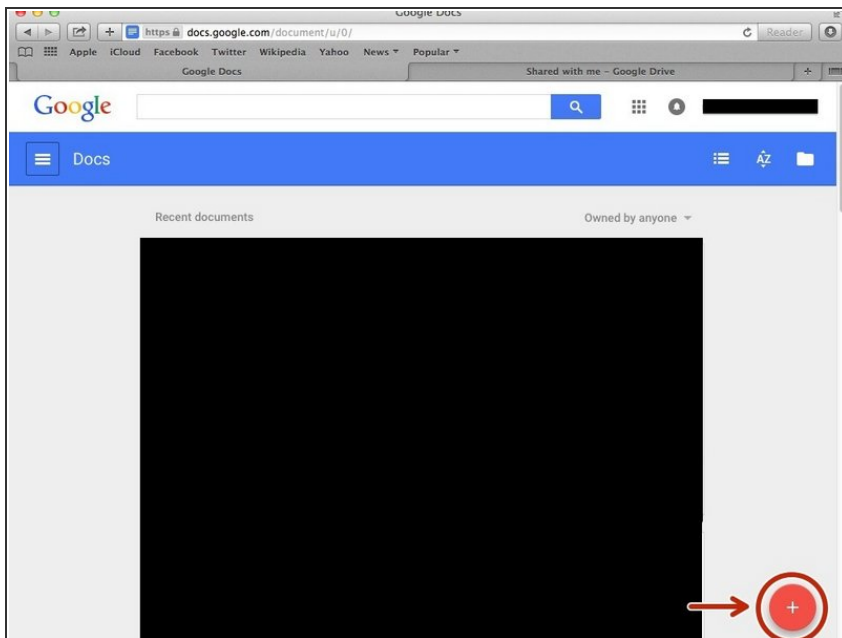 Google Docs
https docs.google.com/document/u/0/
Reader
Apple iCloud Facebook Twitter Wikipedia Yahoo News Popular
Google Docs
Shared with me – Google Drive
Google
Docs
AZ
Recent documents
Owned by anyone